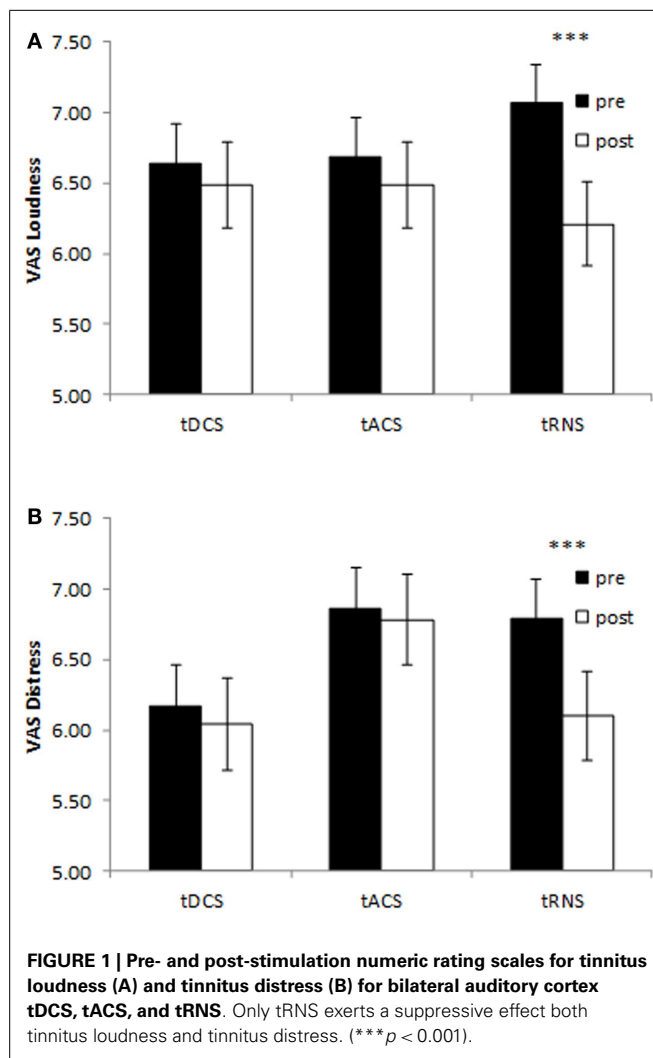 A
7.50
***
pre
7.00
post
6.50
VAS Loudness
6.00
5.50
5.00
tDCS
tACS
tRNS
B
7.50
***
pre
7.00
post
6.50
VAS Distress
6.00
5.50
5.00
tDCS
tACS
tRNS
FIGURE 1 | Pre- and post-stimulation numeric rating scales for tinnitus
loudness (A) and tinnitus distress (B) for bilateral auditory cortex
tDCS, tACS, and tRNS. Only tRNS exerts a suppressive effect both
tinnitus loudness and tinnitus distress. (***p < 0.001).